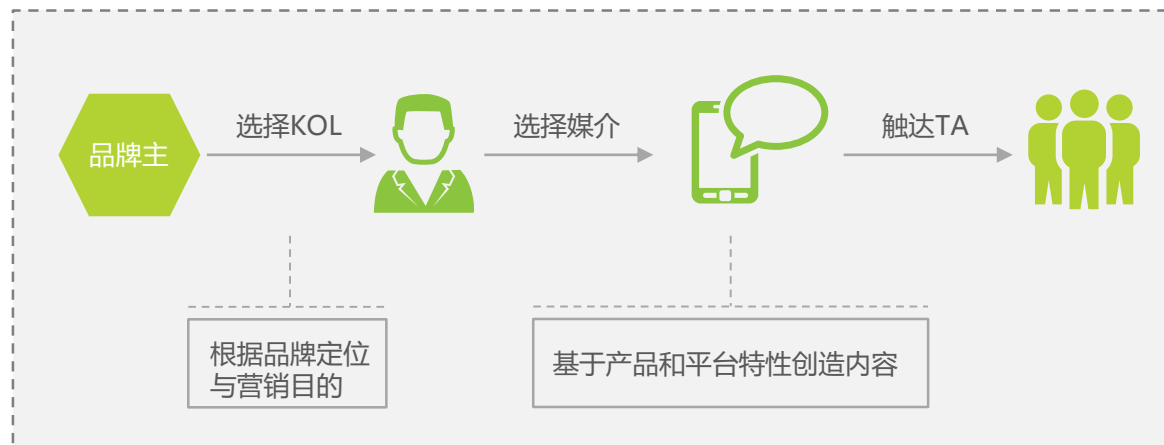 品牌主
选择KOL
选择媒介
触达TA
根据品牌定位
与营销目的
基于产品和平台特性创造内容